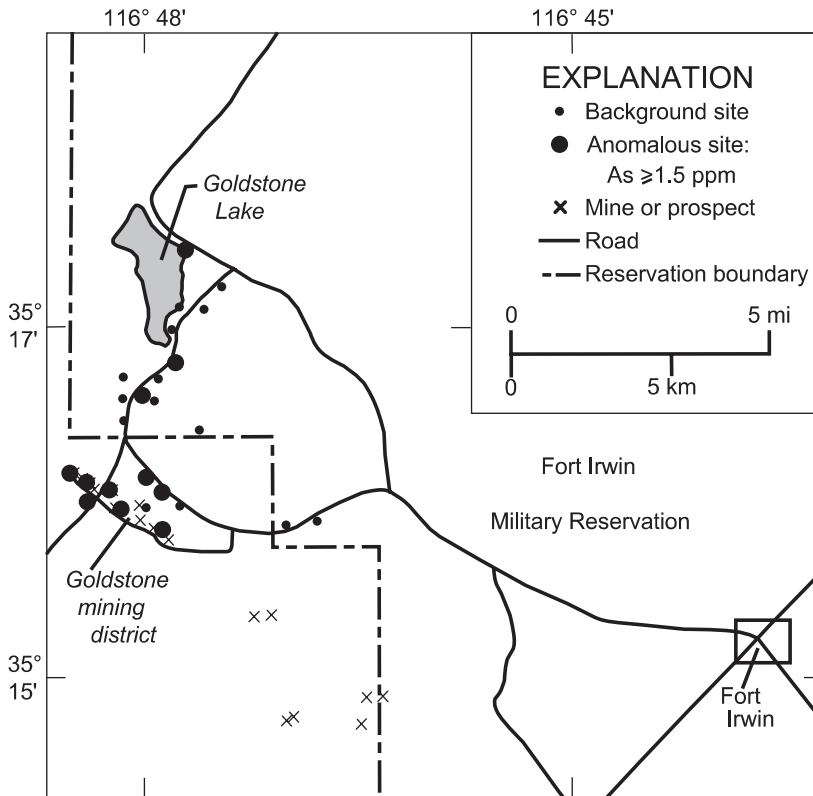 116° 48'
116° 45'
EXPLANATION
Background site
Anomalous site:
As ⩾1.5 ppm
Mine or prospect
Road
Reservation boundary
0
5 mi
0
5 km
Goldstone
Lake
35°
17'
Fort Irwin
Military Reservation
Goldstone
mining
district
35°
15'
Fort
Irwin